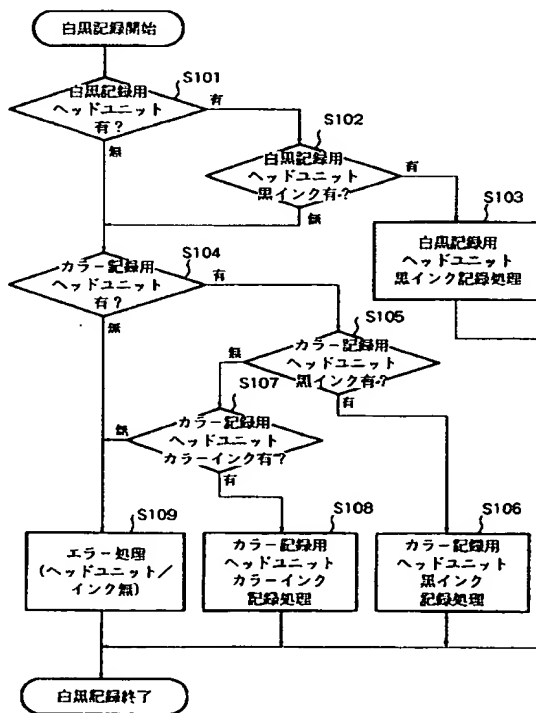 白黒記録開始
S101
白黒記録用
ヘッドユニット
有?
有
無
S102
白黒記録用
ヘッドユニット
黒インク有?
有
無
S103
白黒記録用
ヘッドユニット
黒インク記録処理
S104
カラー記録用
ヘッドユニット
有?
有
無
S105
カラー記録用
ヘッドユニット
黒インク有?
無
有
S107
カラー記録用
ヘッドユニット
カラーインク有?
無
有
S109
エラー処理
(ヘッドユニット/
インク無)
S108
カラー記録用
ヘッドユニット
カラーインク
記録処理
S106
カラー記録用
ヘッドユニット
黒インク
記録処理
白黒記録終了